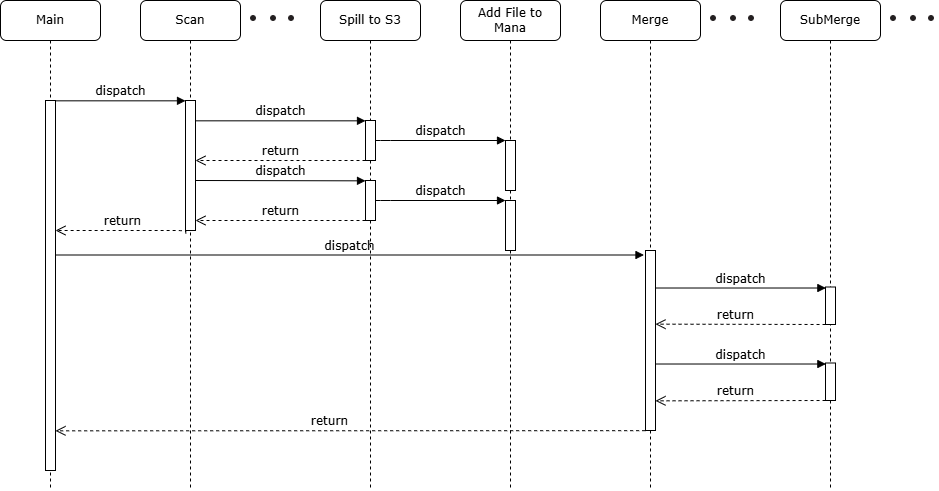 Main
Scan
Spill to S3
Add File to
Mana
Merge
SubMerge
dispatch
dispatch
dispatch
return
dispatch
dispatch
return
return
dispatch
dispatch
return
dispatch
return
return